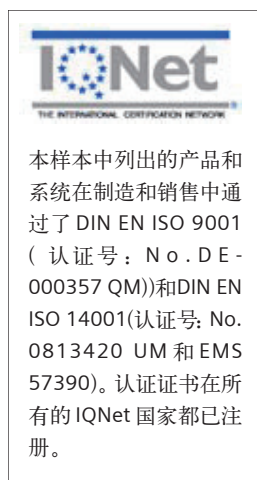 IQNet
THE INTERNATIONAL CERTIFICATION NETWORK
®
本样本中列出的产品和
系统在制造和销售中通
过了 DIN EN ISO 9001
( 认证号 : No.DE-
000357 QM))和DIN EN
ISO 14001(认证号: No.
0813420 UM 和 EMS
57390)。认证证书在所
有的 IQNet 国家都已注
册。